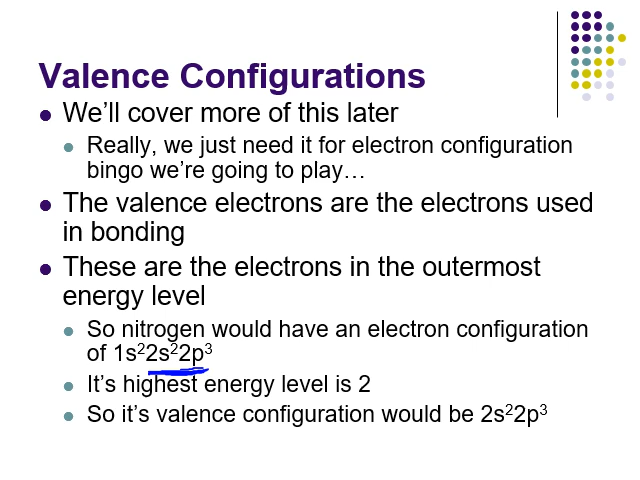 Valence Configurations
We’ll cover more of this later
Really, we just need it for electron configuration
bingo we’re going to play…
The valence electrons are the electrons used
in bonding
These are the electrons in the outermost
energy level
So nitrogen would have an electron configuration
of 1s²2s²2p³
It’s highest energy level is 2
So it’s valence configuration would be 2s²2p³